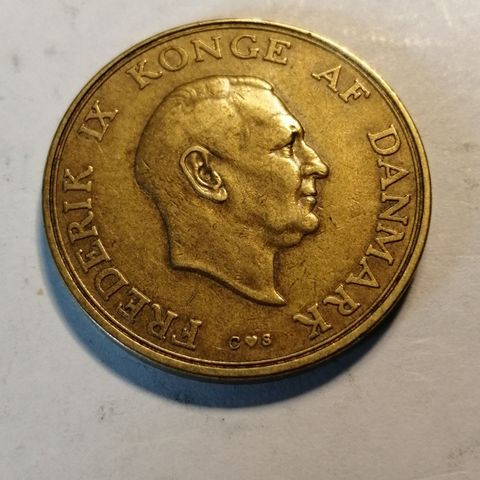 FREDERIK IX KONGE AF DANMARK
C♥S